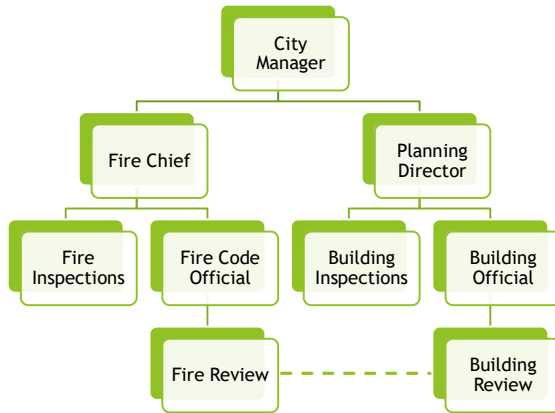 City
Manager
Fire Chief
Planning
Director
Fire
Inspections
Fire Code
Official
Building
Inspections
Building
Official
Fire Review
Building
Review